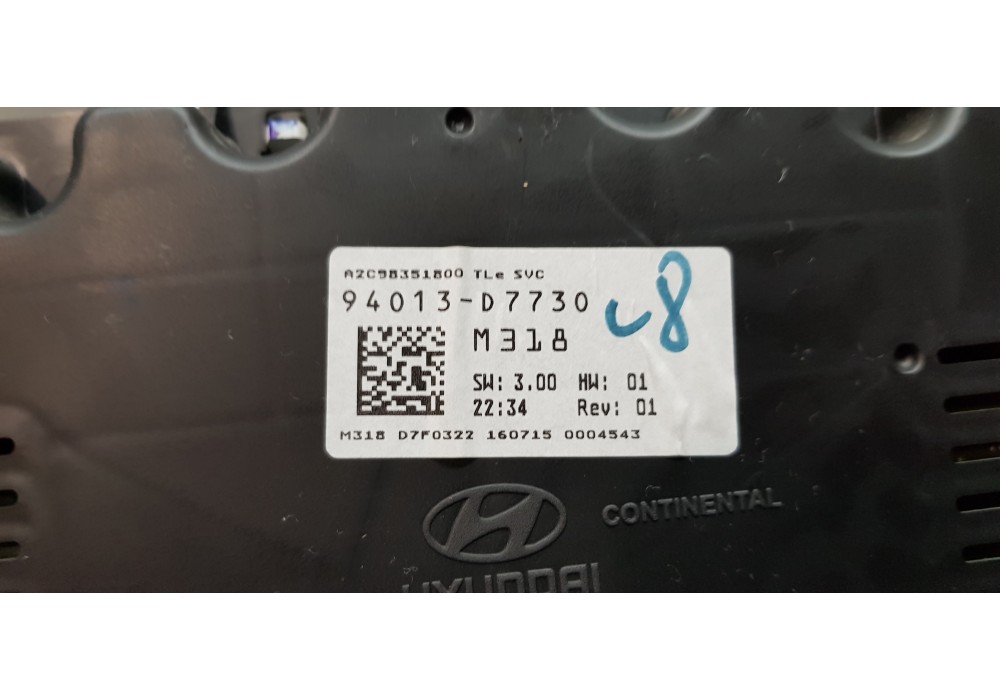 A2C98351800 TLe SVC
94013-D7730
M318
C8
SW: 3.00 HW: 01
22:34 Rev: 01
M318 D7F0322 160715 0004543
CONTINENTAL
HYUNDAI